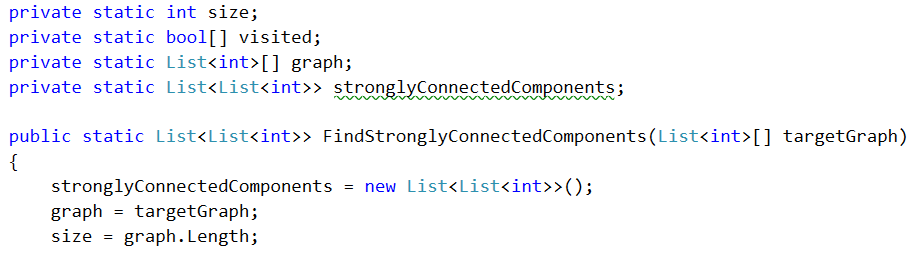 private static int size;
private static bool[] visited;
private static List<int>[] graph;
private static List<List<int>> stronglyConnectedComponents;
public static List<List<int>> FindStronglyConnectedComponents(List<int>[] targetGraph)
{
    stronglyConnectedComponents = new List<List<int>>();
    graph = targetGraph;
    size = graph.Length;